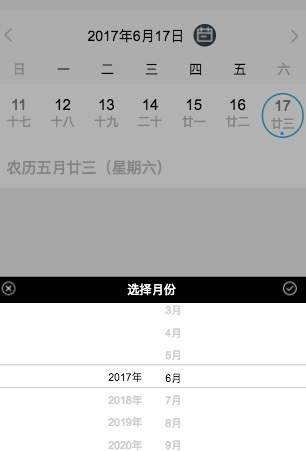 2017年6月17日
日 一 二 三 四 五 六
11 12 13 14 15 16 17
十七 十八 十九 二十 廿一 廿二 廿三
农历五月廿三（星期六）
选择月份
3月
4月
5月
2017年 6月
2018年 7月
2019年 8月
2020年 9月